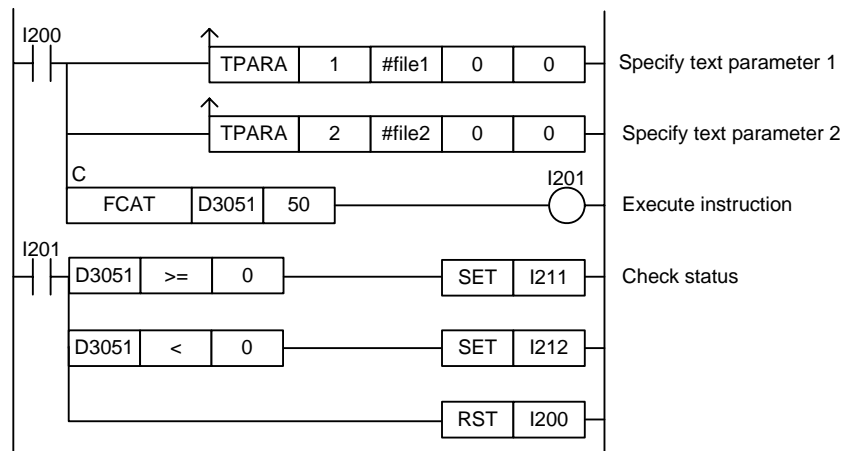 I200
TPARA 1 #file1 0 0 Specify text parameter 1
TPARA 2 #file2 0 0 Specify text parameter 2
C I201
FCAT D3051 50 Execute instruction
I201
D3051 >= 0 SET I211 Check status
D3051 < 0 SET I212
RST I200